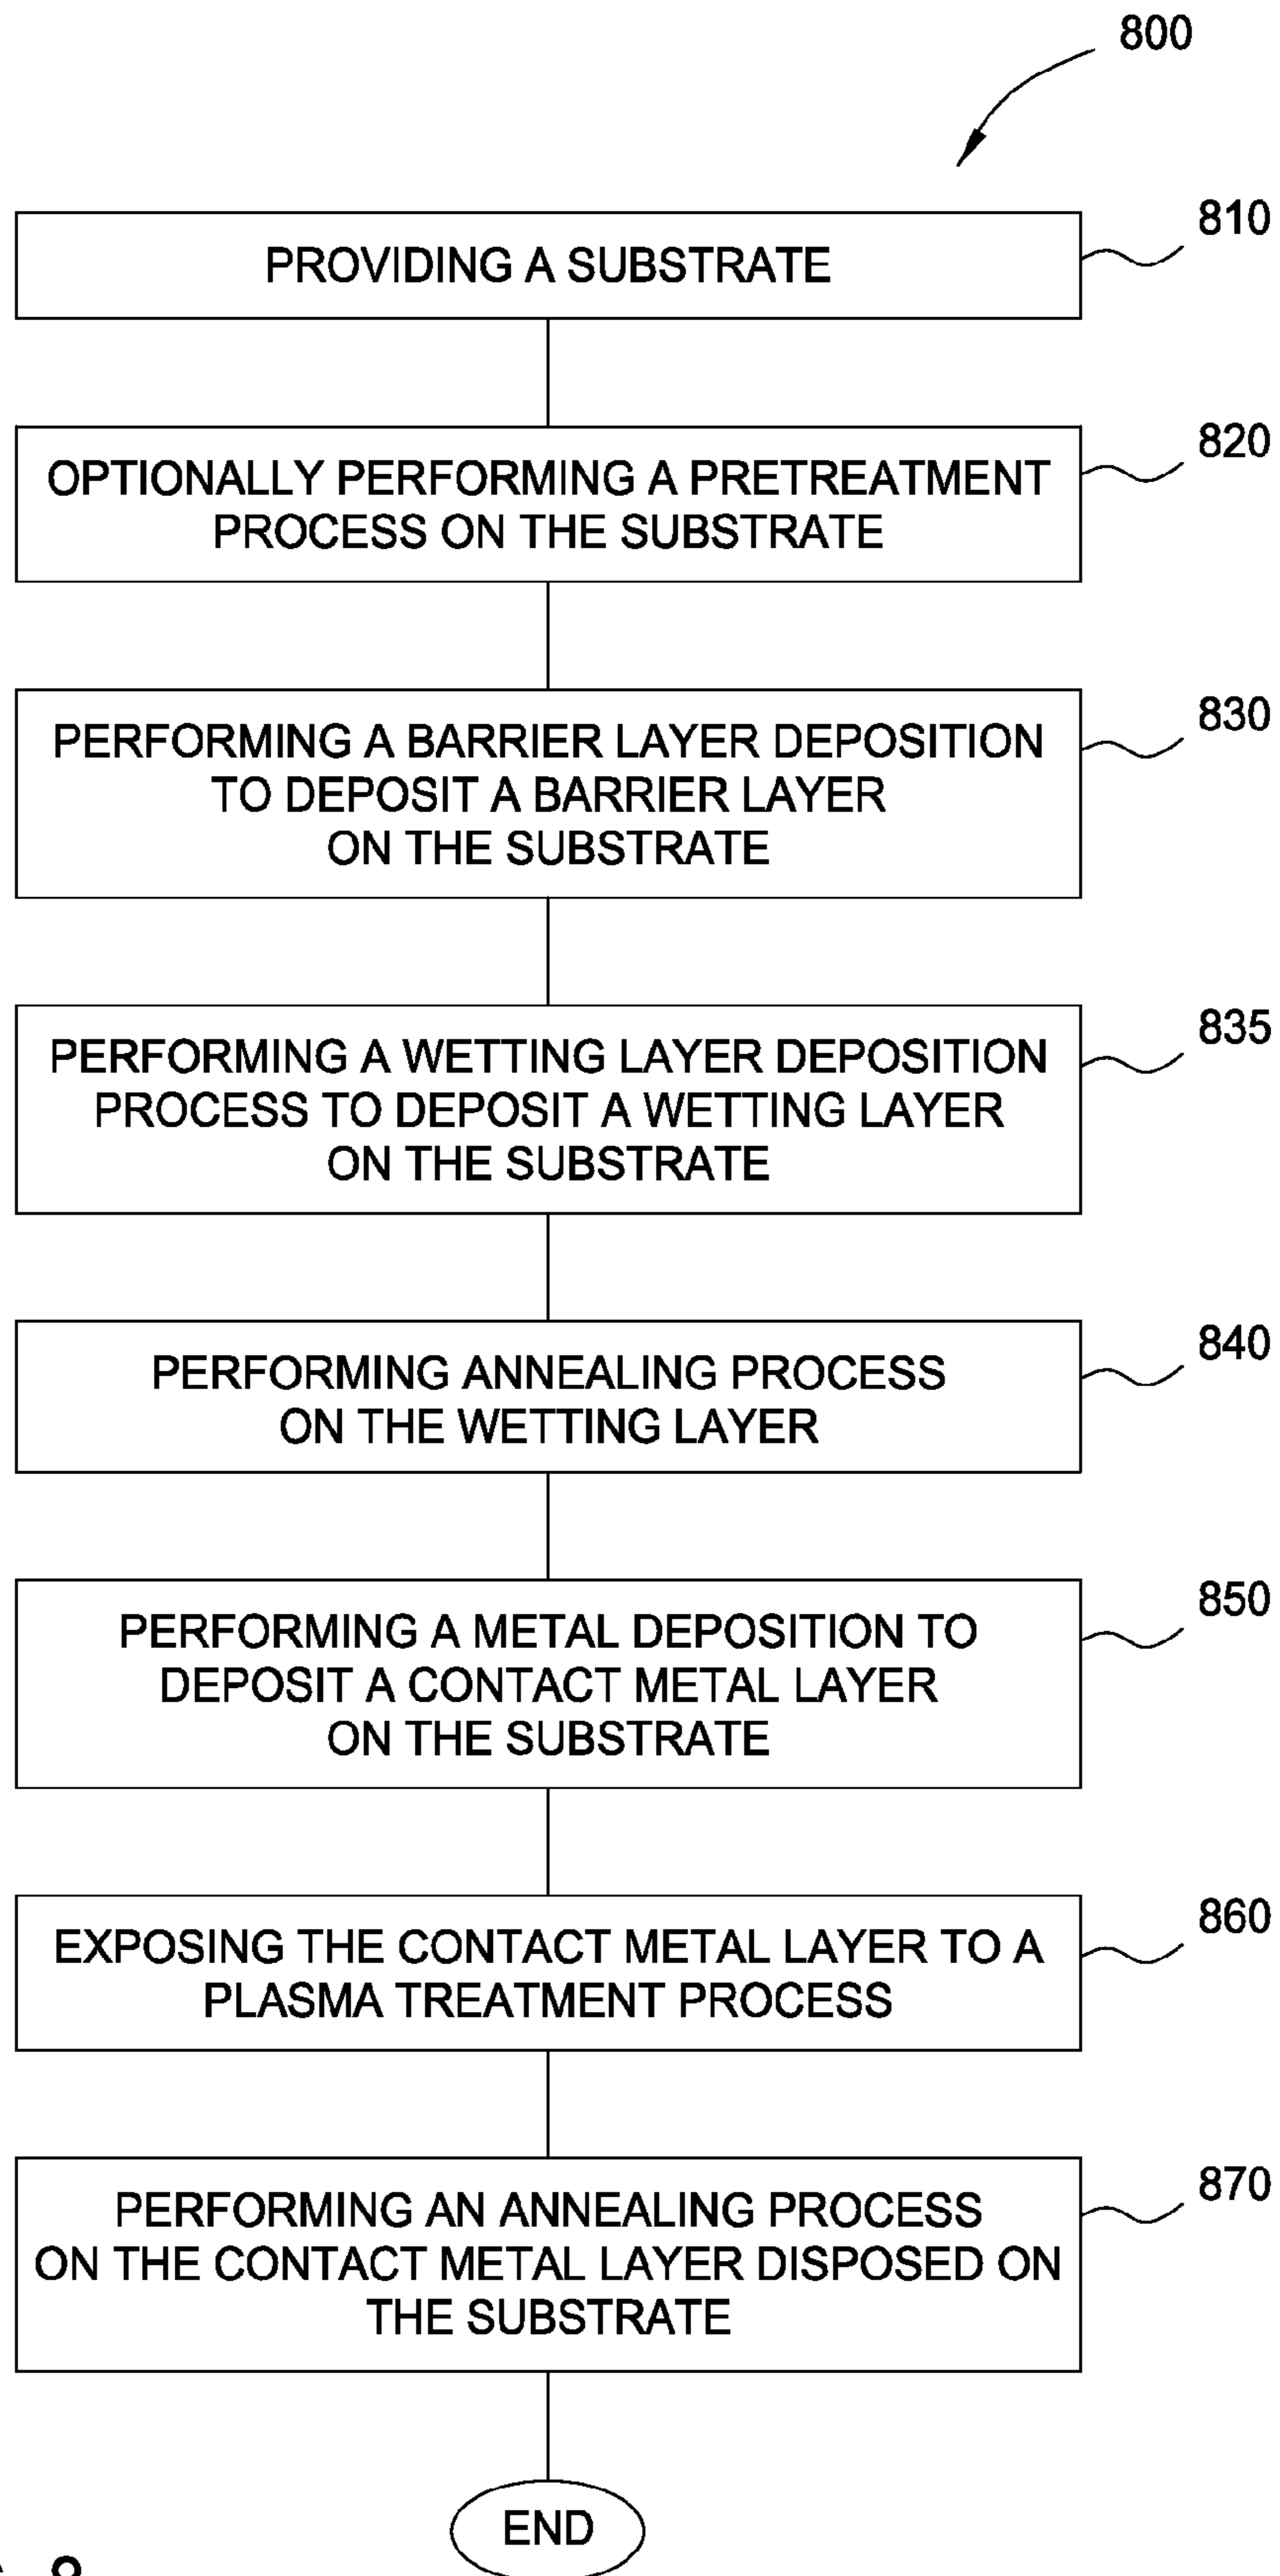 800
810
PROVIDING A SUBSTRATE
820
OPTIONALLY PERFORMING A PRETREATMENT
PROCESS ON THE SUBSTRATE
830
PERFORMING A BARRIER LAYER DEPOSITION
TO DEPOSIT A BARRIER LAYER
ON THE SUBSTRATE
835
PERFORMING A WETTING LAYER DEPOSITION
PROCESS TO DEPOSIT A WETTING LAYER
ON THE SUBSTRATE
840
PERFORMING ANNEALING PROCESS
ON THE WETTING LAYER
850
PERFORMING A METAL DEPOSITION TO
DEPOSIT A CONTACT METAL LAYER
ON THE SUBSTRATE
860
EXPOSING THE CONTACT METAL LAYER TO A
PLASMA TREATMENT PROCESS
870
PERFORMING AN ANNEALING PROCESS
ON THE CONTACT METAL LAYER DISPOSED ON
THE SUBSTRATE
END